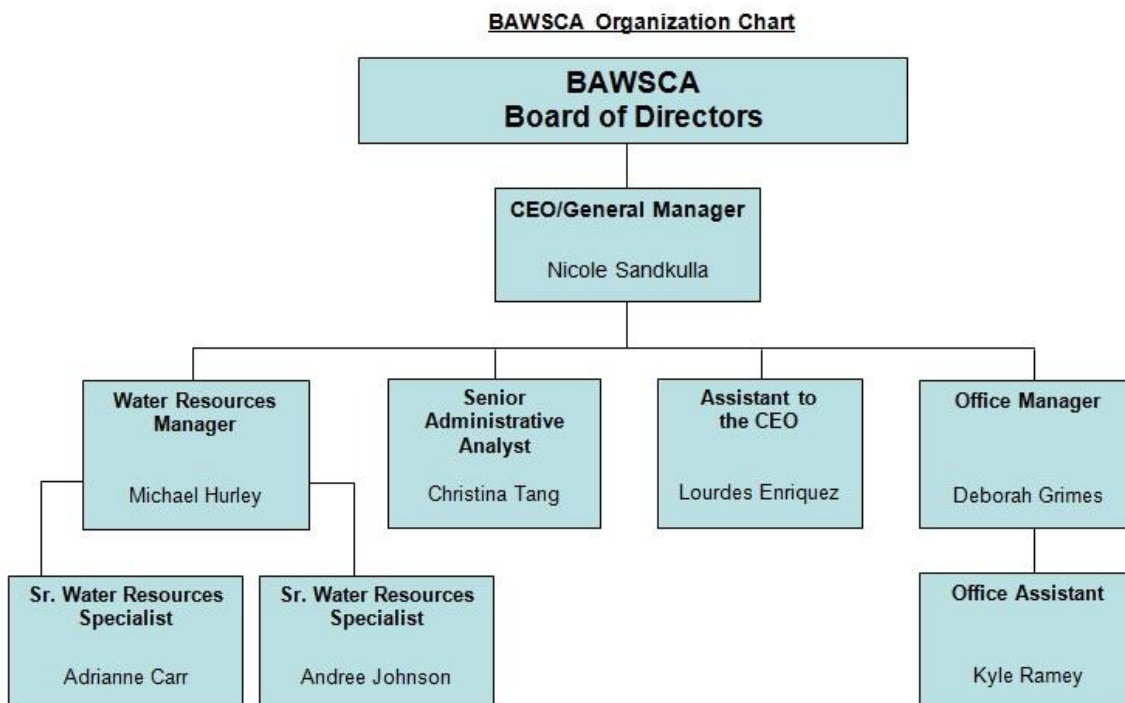 BAWSCA Organization Chart
BAWSCA
Board of Directors
CEO/General Manager
Nicole Sandkulla
Water Resources
Manager
Michael Hurley
Senior
Administrative
Analyst
Christina Tang
Assistant to
the CEO
Lourdes Enriquez
Office Manager
Deborah Grimes
Sr. Water Resources
Specialist
Adrianne Carr
Sr. Water Resources
Specialist
Andree Johnson
Office Assistant
Kyle Ramey